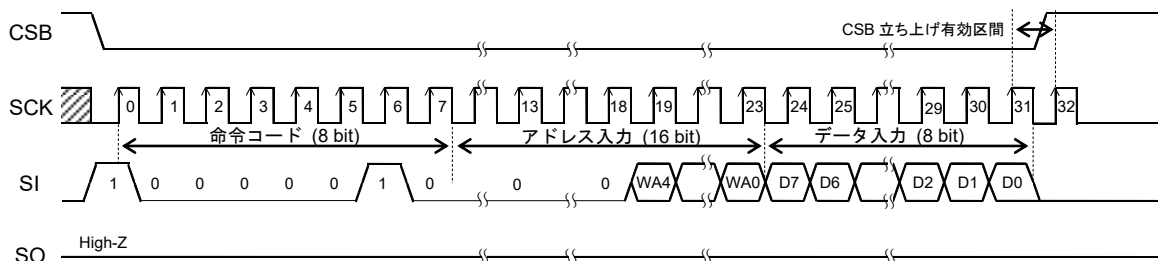 CSB
CSB 立ち上げ有効区間
SCK 0 1 2 3 4 5 6 7 13 18 19 23 24 25 29 30 31 32
命令コード (8 bit) アドレス入力 (16 bit) データ入力 (8 bit)
SI 1 0 0 0 0 0 1 0 0 0 WA4 WA0 D7 D6 D2 D1 D0
High-Z
SO